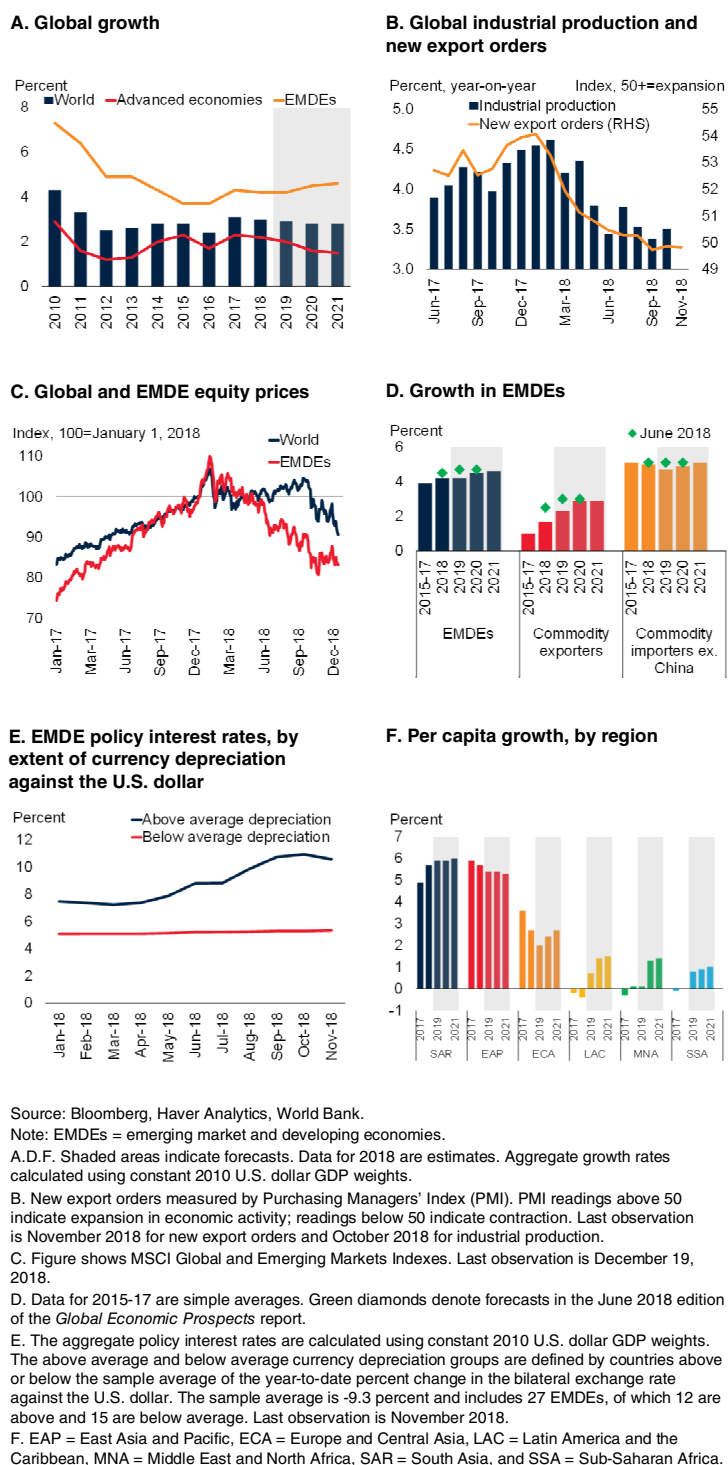 A. Global growth
Percent
World Advanced economies EMDEs
8
6
4
2
0
2010 2011 2012 2013 2014 2015 2016 2017 2018 2019 2020 2021
B. Global industrial production and
new export orders
Percent, year-on-year Index, 50+=expansion
Industrial production
New export orders (RHS)
5.0 55
54
4.5 53
4.0 52
51
3.5 50
3.0 49
Jun-17 Sep-17 Dec-17 Mar-18 Jun-18 Sep-18 Nov-18
C. Global and EMDE equity prices
Index, 100=January 1, 2018
World
EMDEs
110
100
90
80
70
Jan-17 Mar-17 Jun-17 Sep-17 Dec-17 Mar-18 Jun-18 Sep-18 Dec-18
D. Growth in EMDEs
Percent
June 2018
6
4
2
0
2015-17 2018 2019 2020 2021 2015-17 2018 2019 2020 2021 2015-17 2018 2019 2020 2021
EMDEs Commodity Commodity
exporters importers ex.
China
E. EMDE policy interest rates, by
extent of currency depreciation
against the U.S. dollar
Percent
Above average depreciation
Below average depreciation
12
10
8
6
4
2
0
Jan-18 Feb-18 Mar-18 Apr-18 May-18 Jun-18 Jul-18 Aug-18 Sep-18 Oct-18 Nov-18
F. Per capita growth, by region
Percent
7
6
5
4
3
2
1
0
-1
2017 2019 2021 2017 2019 2021 2017 2019 2021 2017 2019 2021 2017 2019 2021 2017 2019 2021
SAR EAP ECA LAC MNA SSA
Source: Bloomberg, Haver Analytics, World Bank.
Note: EMDEs = emerging market and developing economies.
A.D.F. Shaded areas indicate forecasts. Data for 2018 are estimates. Aggregate growth rates
calculated using constant 2010 U.S. dollar GDP weights.
B. New export orders measured by Purchasing Managers' Index (PMI). PMI readings above 50
indicate expansion in economic activity; readings below 50 indicate contraction. Last observation
is November 2018 for new export orders and October 2018 for industrial production.
C. Figure shows MSCI Global and Emerging Markets Indexes. Last observation is December 19,
2018.
D. Data for 2015-17 are simple averages. Green diamonds denote forecasts in the June 2018 edition
of the Global Economic Prospects report.
E. The aggregate policy interest rates are calculated using constant 2010 U.S. dollar GDP weights.
The above average and below average currency depreciation groups are defined by countries above
or below the sample average of the year-to-date percent change in the bilateral exchange rate
against the U.S. dollar. The sample average is -9.3 percent and includes 27 EMDEs, of which 12 are
above and 15 are below average. Last observation is November 2018.
F. EAP = East Asia and Pacific, ECA = Europe and Central Asia, LAC = Latin America and the
Caribbean, MNA = Middle East and North Africa, SAR = South Asia, and SSA = Sub-Saharan Africa.